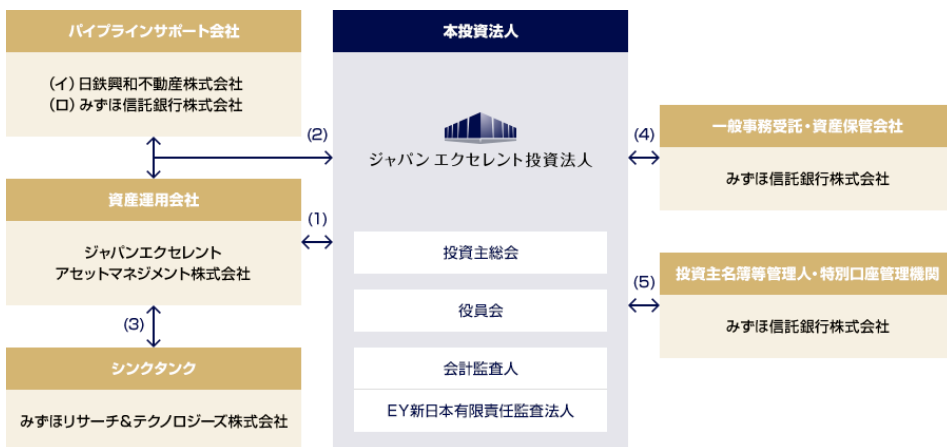 パイプラインサポート会社
(イ)日鉄興和不動産株式会社
(ロ)みずほ信託銀行株式会社
資産運用会社
ジャパンエクセレント
アセットマネジメント株式会社
(3)
シンクタンク
みずほリサーチ&テクノロジーズ株式会社
(2)
(1)
本投資法人
ジャパンエクセレント投資法人
投資主総会
役員会
会計監査人
EY新日本有限責任監査法人
(4)
一般事務受託・資産保管会社
みずほ信託銀行株式会社
(5)
投資主名簿等管理人・特別口座管理機関
みずほ信託銀行株式会社